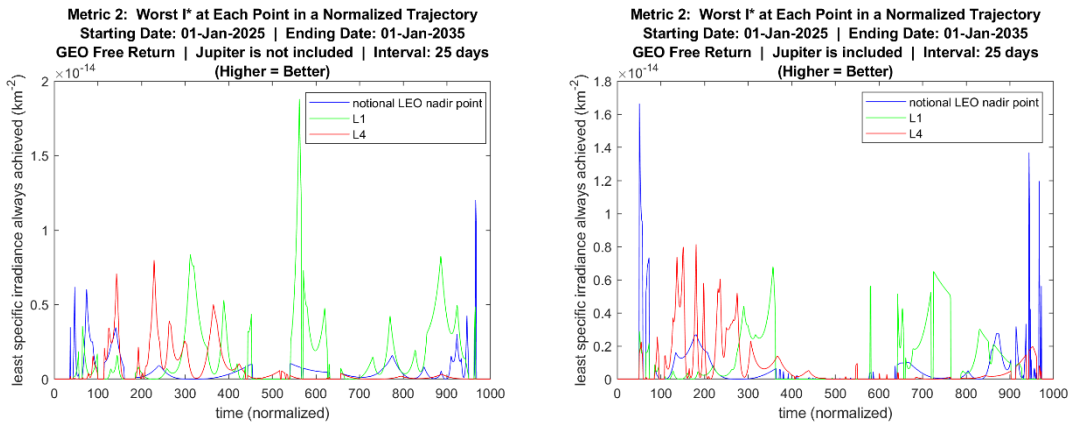 Metric 2: Worst I* at Each Point in a Normalized Trajectory
Starting Date: 01-Jan-2025 | Ending Date: 01-Jan-2035
GEO Free Return | Jupiter is not included | Interval: 25 days
(Higher = Better)
×10⁻¹⁴
least specific irradiance always achieved (km⁻²)
2
1.5
1
0.5
0
notional LEO nadir point
L1
L4
0 100 200 300 400 500 600 700 800 900 1000
time (normalized)
Metric 2: Worst I* at Each Point in a Normalized Trajectory
Starting Date: 01-Jan-2025 | Ending Date: 01-Jan-2035
GEO Free Return | Jupiter is included | Interval: 25 days
(Higher = Better)
×10⁻¹⁴
least specific irradiance always achieved (km⁻²)
1.8
1.6
1.4
1.2
1
0.8
0.6
0.4
0.2
0
notional LEO nadir point
L1
L4
0 100 200 300 400 500 600 700 800 900 1000
time (normalized)